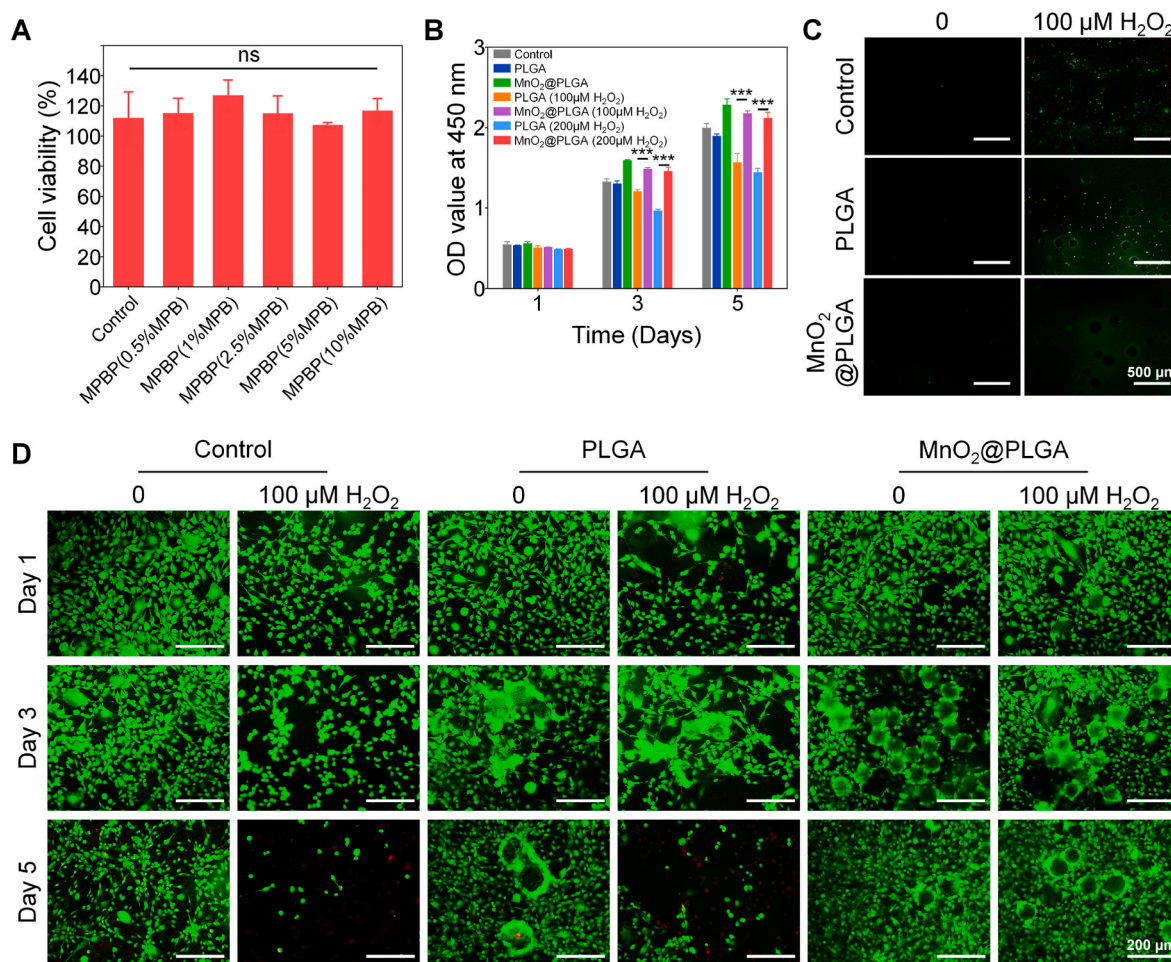 A
ns
Cell viability (%)
140
120
100
80
60
40
20
0
Control
MPBP(0.5%MPB)
MPBP(1%MPB)
MPBP(2.5%MPB)
MPBP(5%MPB)
MPBP(10%MPB)
B
OD value at 450 nm
3
2
1
0
Control
PLGA
MnO₂@PLGA
PLGA (100μM H₂O₂)
MnO₂@PLGA (100μM H₂O₂)
PLGA (200μM H₂O₂)
MnO₂@PLGA (200μM H₂O₂)
*** ***
*** ***
1 3 5
Time (Days)
C
0 100 μM H₂O₂
Control
PLGA
MnO₂
@PLGA
500 μm
D
Control PLGA MnO₂@PLGA
0 100 μM H₂O₂ 0 100 μM H₂O₂ 0 100 μM H₂O₂
Day 1
Day 3
Day 5
200 μm